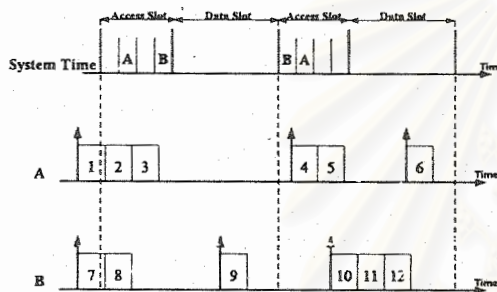 Access Slot Data Slot Access Slot Data Slot
A B B A
System Time Time
1 2 3 4 5 6
A Time
7 8 9 10 11 12
B Time